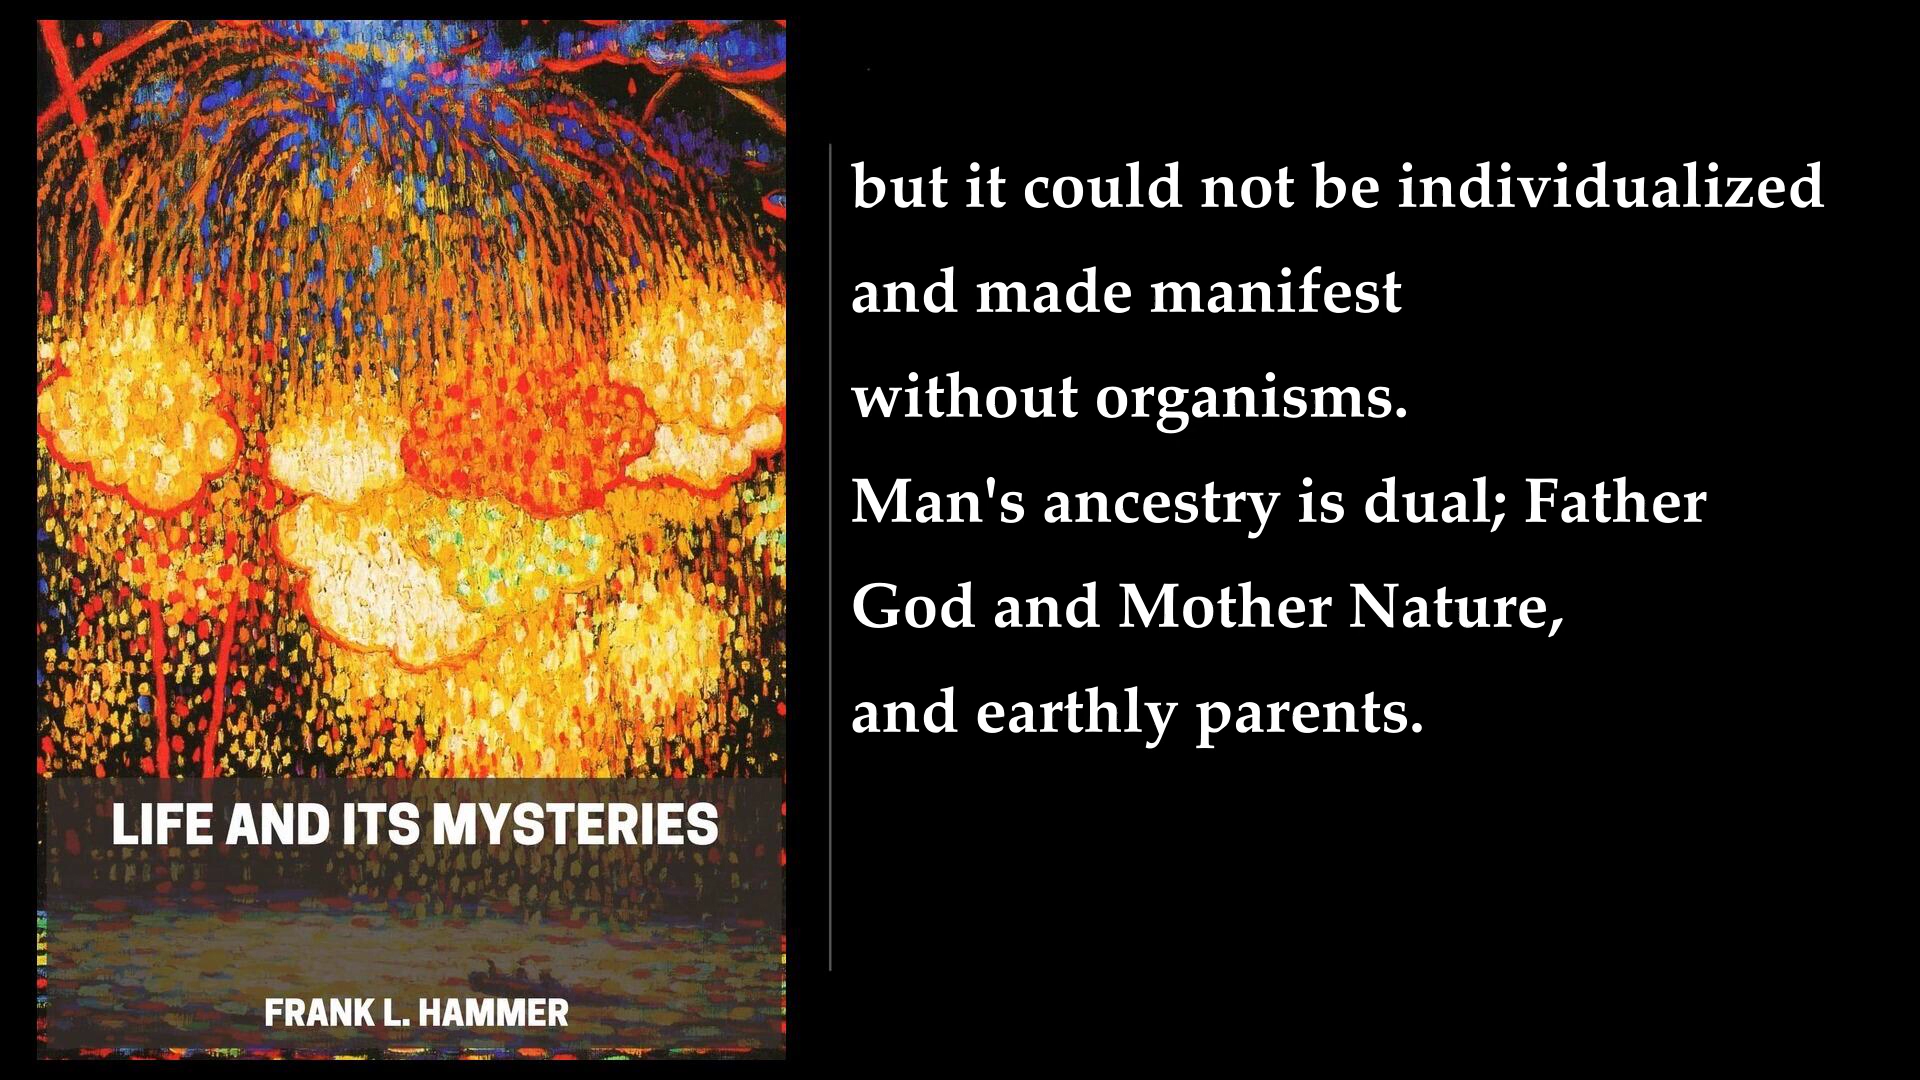 LIFE AND ITS MYSTERIES
FRANK L. HAMMER
but it could not be individualized
and made manifest
without organisms.
Man's ancestry is dual; Father
God and Mother Nature,
and earthly parents.